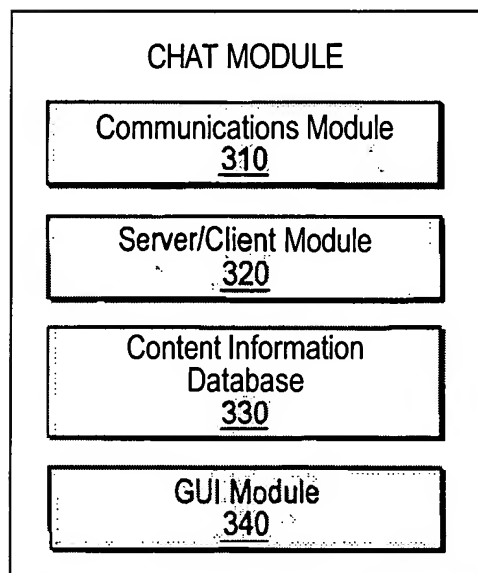 CHAT MODULE
Communications Module
310
Server/Client Module
320
Content Information
Database
330
GUI Module
340